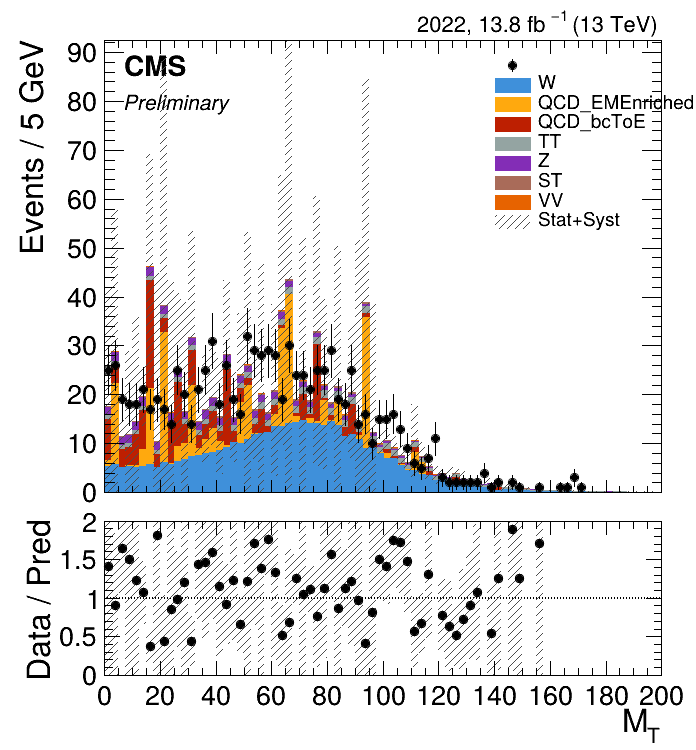 2022, 13.8 fb⁻¹ (13 TeV)
CMS
Preliminary
Events / 5 GeV
90
80
70
60
50
40
30
20
10
0
W
QCD_EMEnriched
QCD_bcToE
TT
Z
ST
VV
Stat+Syst
Data / Pred
2
1.5
1
0.5
0
0 20 40 60 80 100 120 140 160 180 200
M_T